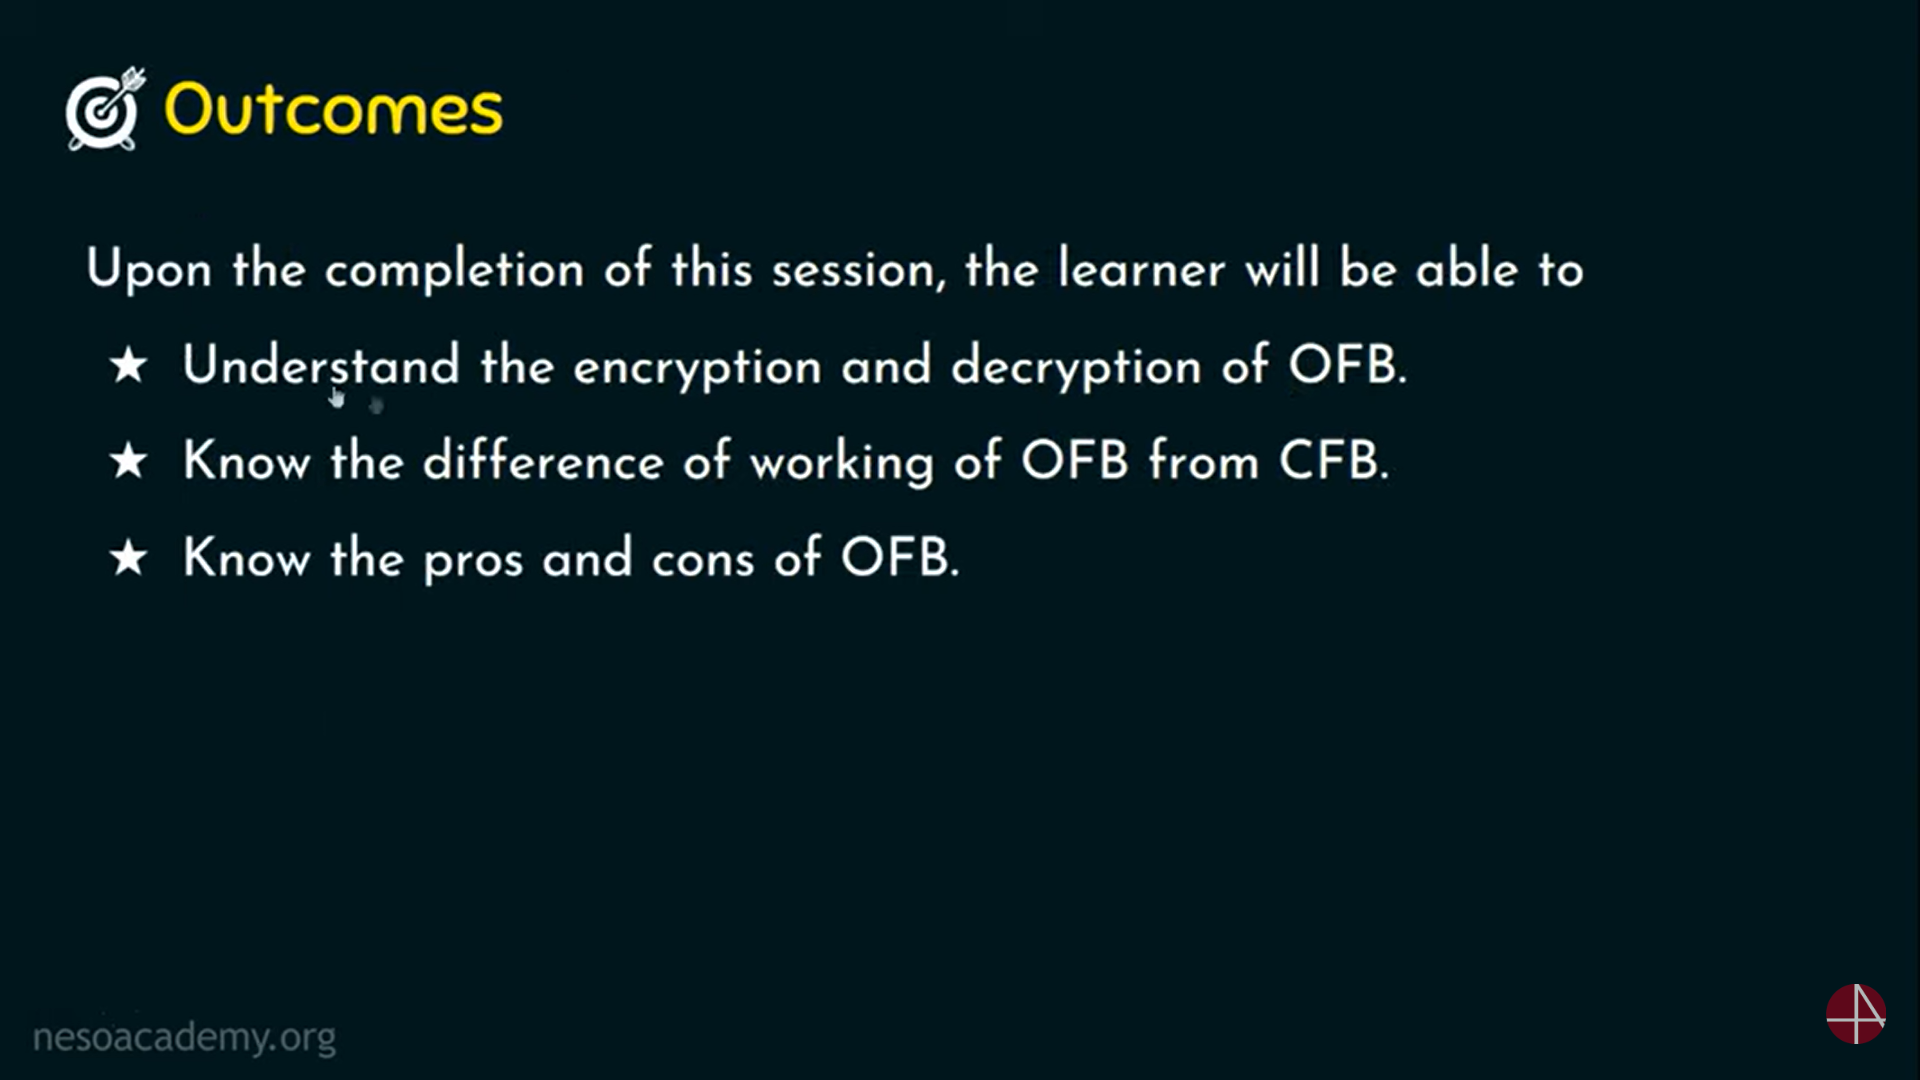 Outcomes
Upon the completion of this session, the learner will be able to
★ Understand the encryption and decryption of OFB.
★ Know the difference of working of OFB from CFB.
★ Know the pros and cons of OFB.
nesoacademy.org